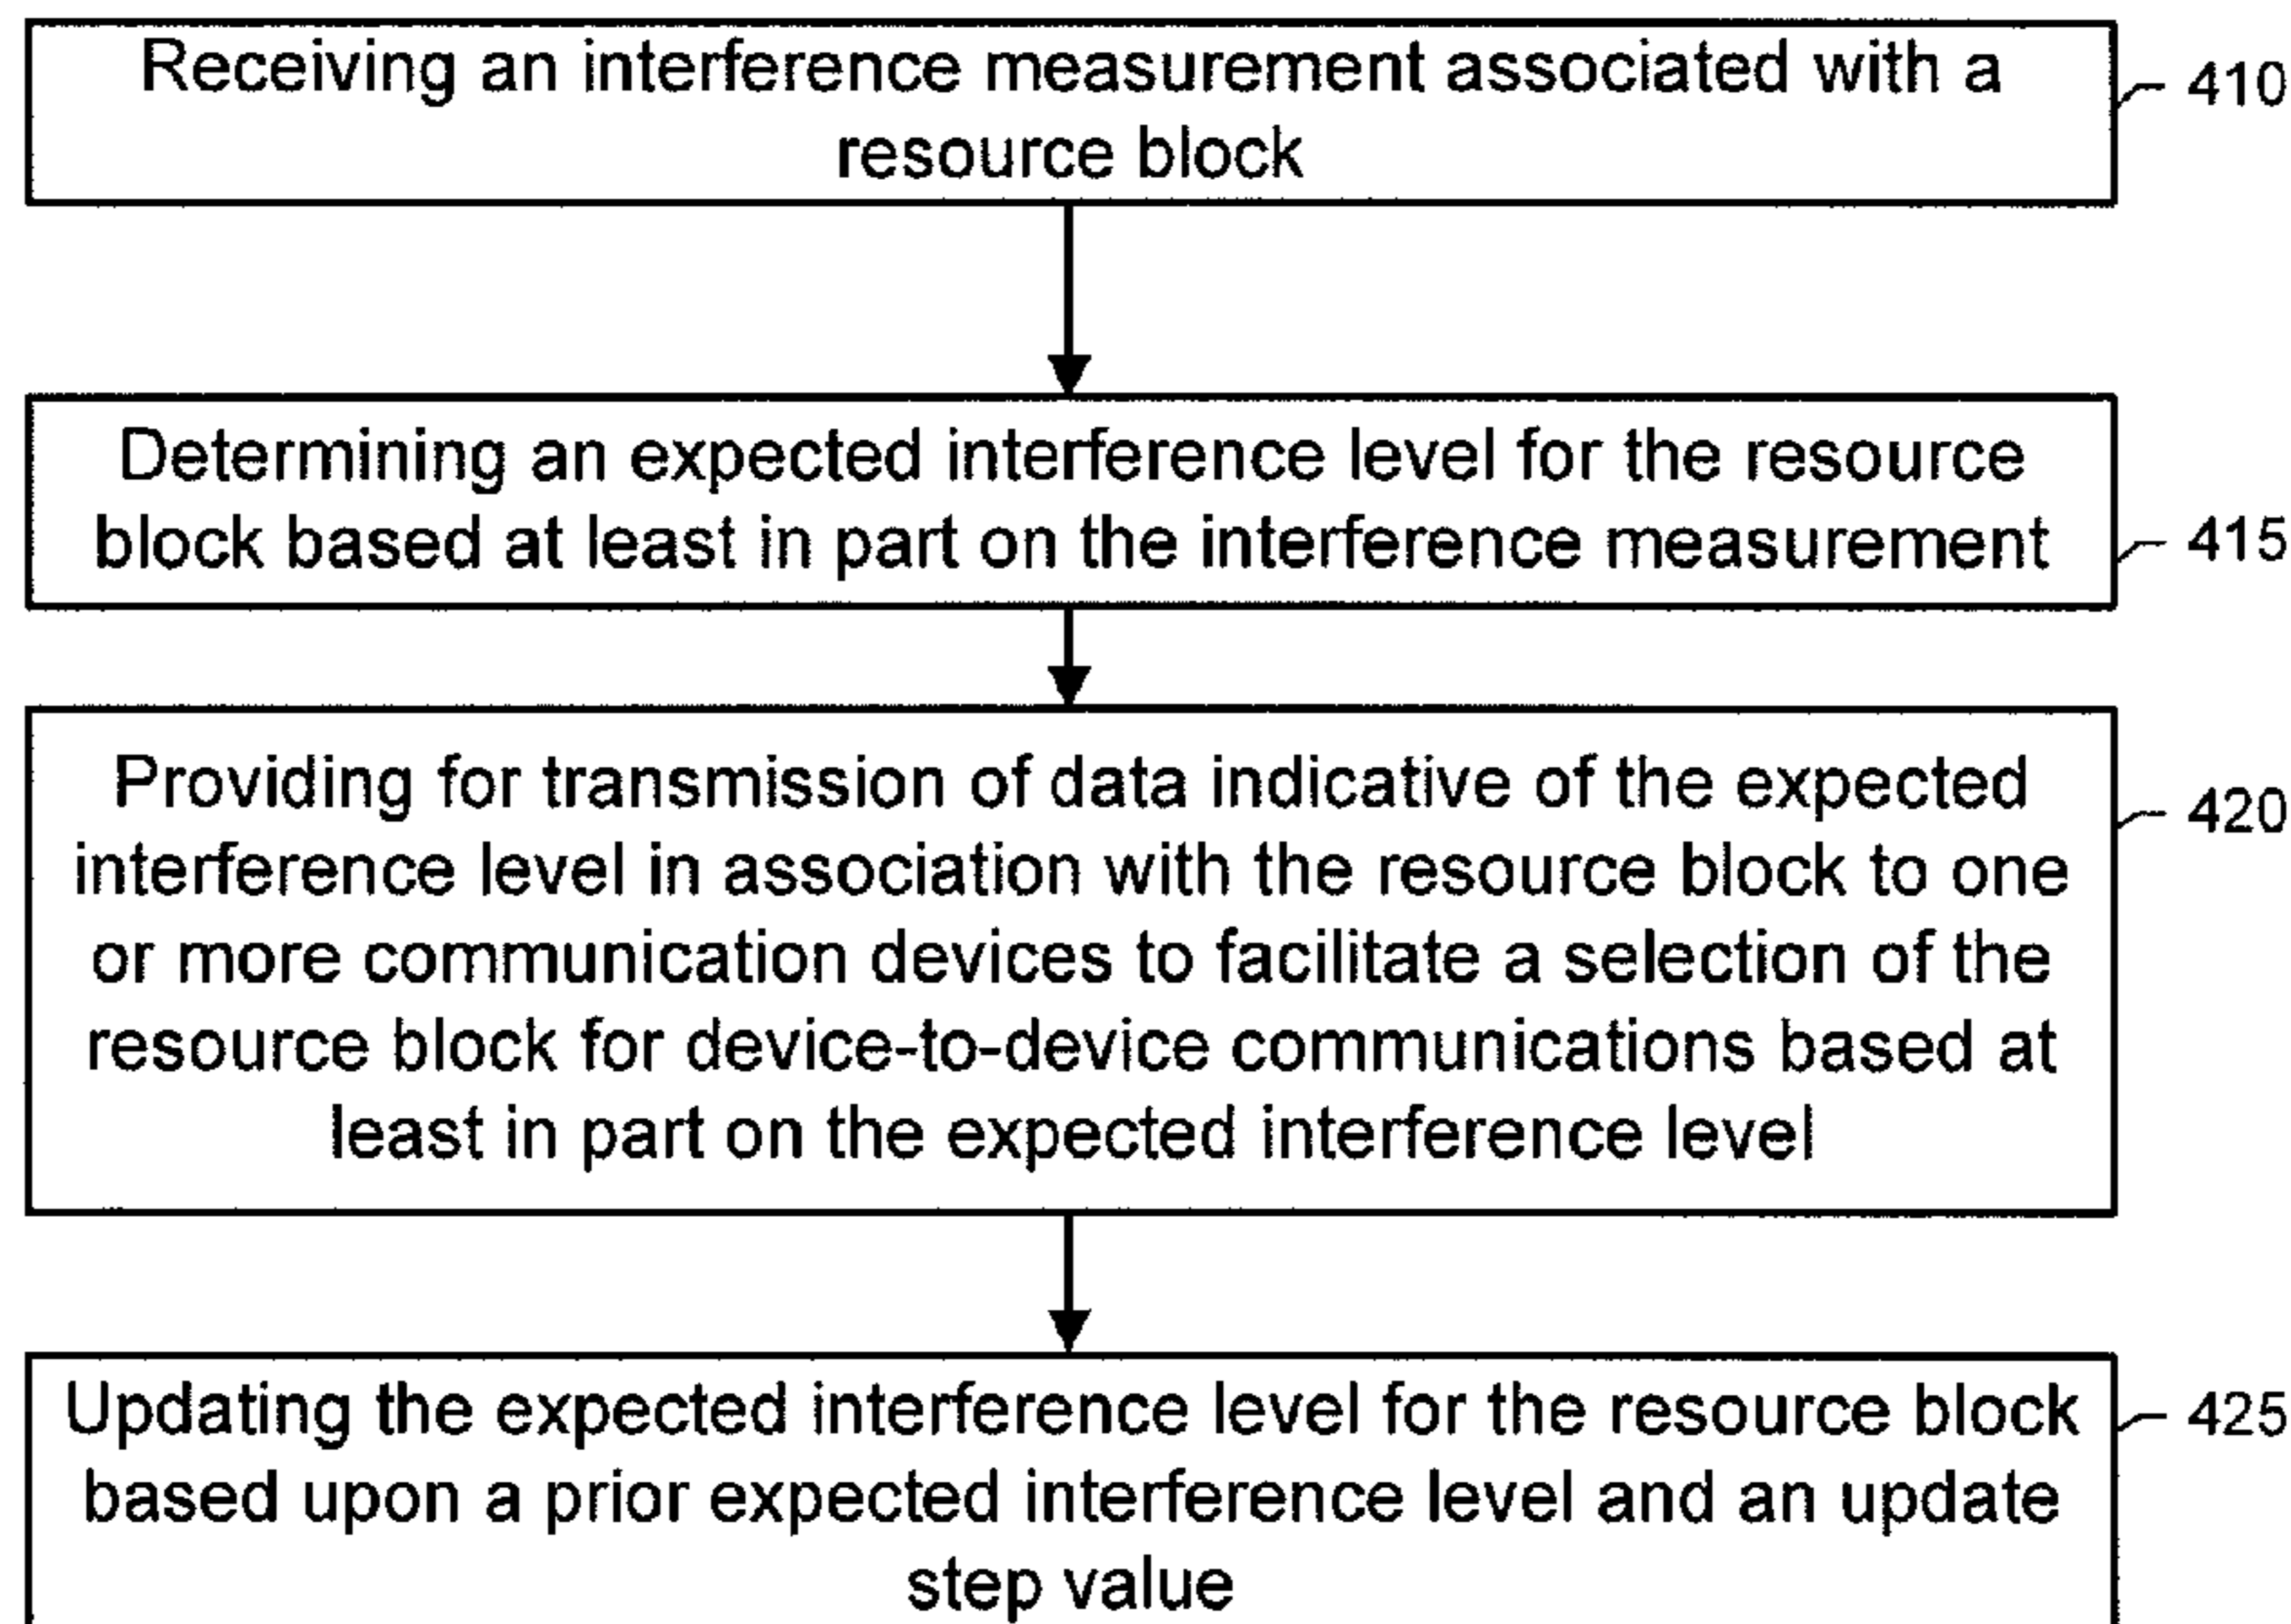 Receiving an interference measurement associated with a
resource block
410
Determining an expected interference level for the resource
block based at least in part on the interference measurement
415
Providing for transmission of data indicative of the expected
interference level in association with the resource block to one
or more communication devices to facilitate a selection of the
resource block for device-to-device communications based at
least in part on the expected interference level
420
Updating the expected interference level for the resource block
based upon a prior expected interference level and an update
step value
425